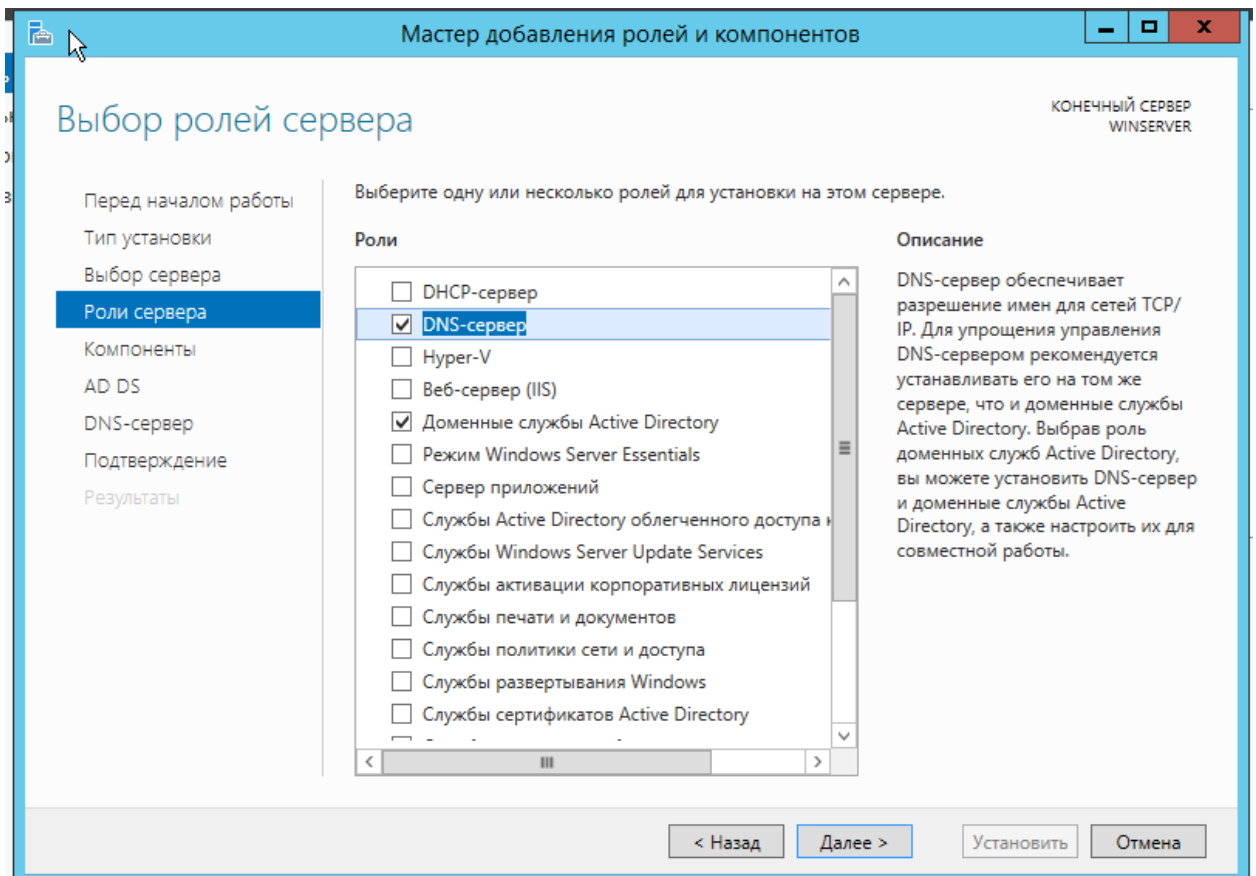 Мастер добавления ролей и компонентов
Выбор ролей сервера
КОНЕЧНЫЙ СЕРВЕР
WINSERVER
Перед началом работы
Тип установки
Выбор сервера
Роли сервера
Компоненты
AD DS
DNS-сервер
Подтверждение
Результаты
Выберите одну или несколько ролей для установки на этом сервере.
Роли
DHCP-сервер
DNS-сервер
Hyper-V
Веб-сервер (IIS)
Доменные службы Active Directory
Режим Windows Server Essentials
Сервер приложений
Службы Active Directory облегченного доступа
Службы Windows Server Update Services
Службы активации корпоративных лицензий
Службы печати и документов
Службы политики сети и доступа
Службы развертывания Windows
Службы сертификатов Active Directory
Описание
DNS-сервер обеспечивает
разрешение имен для сетей TCP/
IP. Для упрощения управления
DNS-сервером рекомендуется
устанавливать его на том же
сервере, что и доменные службы
Active Directory. Выбрав роль
доменных служб Active Directory,
вы можете установить DNS-сервер
и доменные службы Active
Directory, а также настроить их для
совместной работы.
< Назад
Далее >
Установить
Отмена